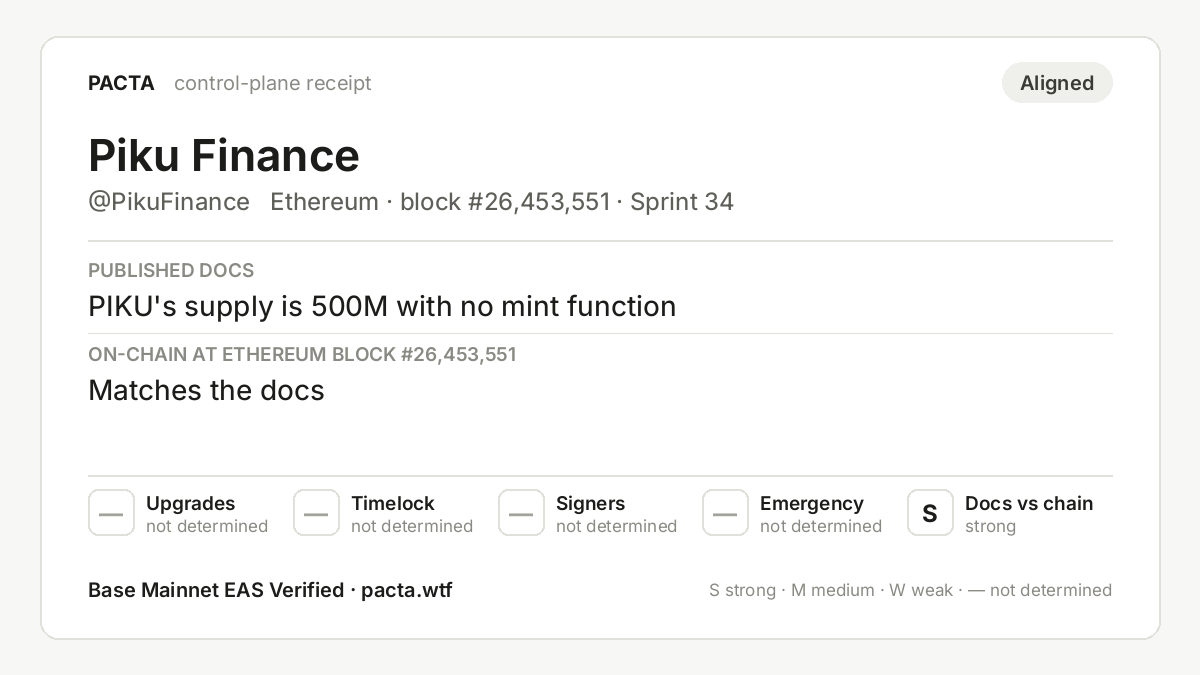 PACTA control-plane receipt Aligned
Piku Finance
@PikuFinance Ethereum · block #26,453,551 · Sprint 34
PUBLISHED DOCS
PIKU's supply is 500M with no mint function
ON-CHAIN AT ETHEREUM BLOCK #26,453,551
Matches the docs
— Upgrades not determined
— Timelock not determined
— Signers not determined
— Emergency not determined
S Docs vs chain strong
Base Mainnet EAS Verified · pacta.wtf
S strong · M medium · W weak · — not determined